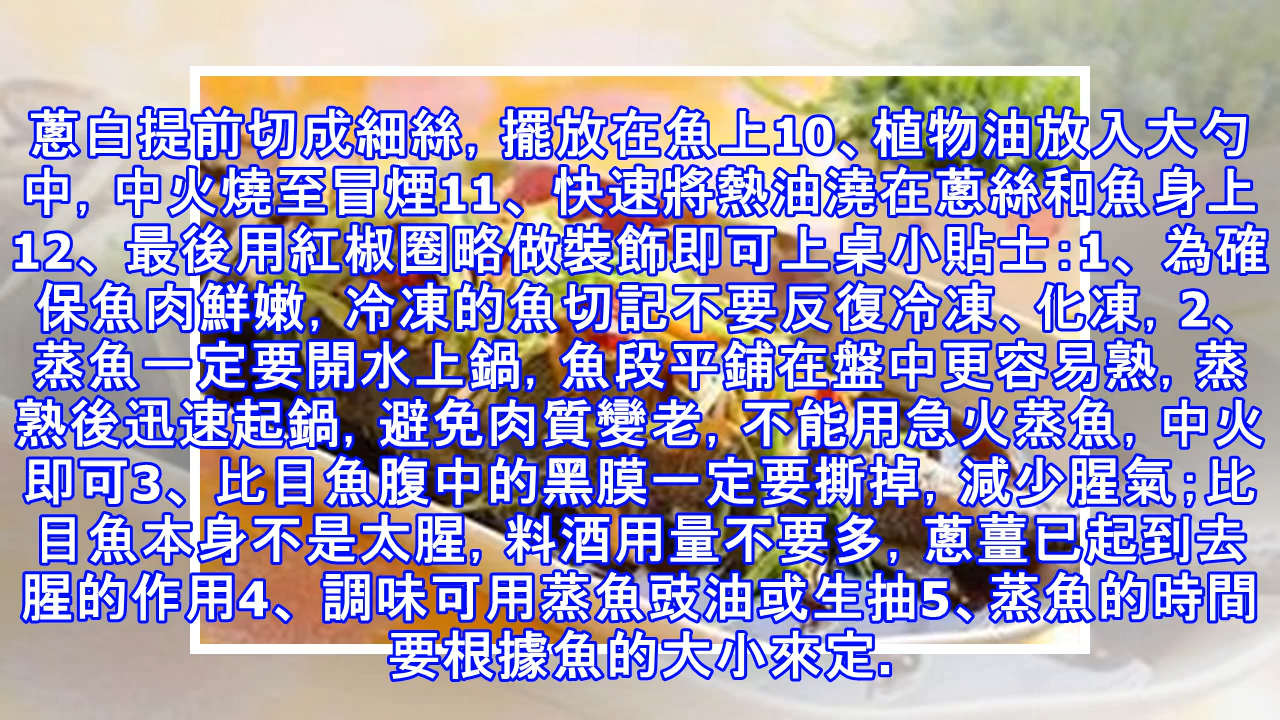 蔥白提前切成細絲, 擺放在魚上10、植物油放入大勺
中, 中火燒至冒煙11、快速將熱油澆在蔥絲和魚身上
12、最後用紅椒圈略做裝飾即可上桌小貼士:1、為確
保魚肉鮮嫩, 冷凍的魚切記不要反復冷凍、化凍, 2、
蒸魚一定要開水上鍋, 魚段平鋪在盤中更容易熟, 蒸
熟後迅速起鍋, 避免肉質變老, 不能用急火蒸魚, 中火
即可3、比目魚腹中的黑膜一定要撕掉, 減少腥氣;比
目魚本身不是太腥, 料酒用量不要多, 蔥薑已起到去
腥的作用4、調味可用蒸魚豉油或生抽5、蒸魚的時間
要根據魚的大小來定.